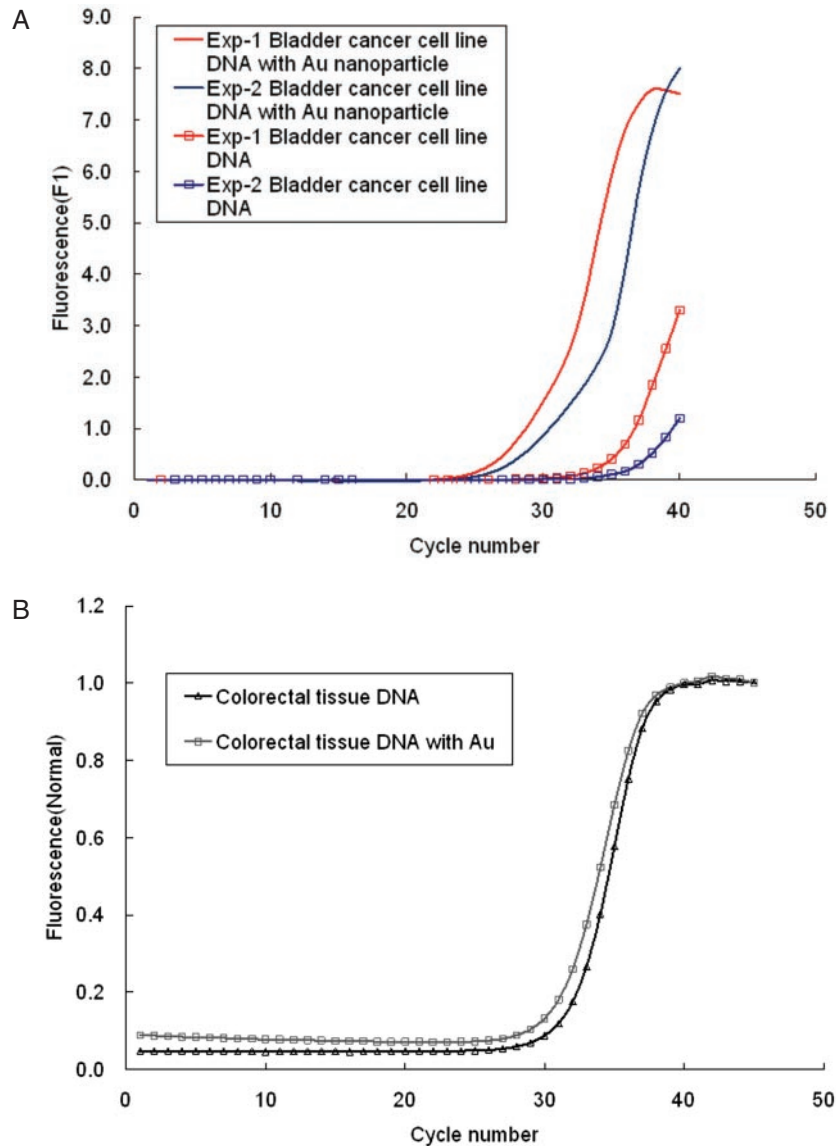 A
9.0
8.0
7.0
6.0
5.0
4.0
3.0
2.0
1.0
0.0
Fluorescence(F1)
Exp-1 Bladder cancer cell line
DNA with Au nanoparticle
Exp-2 Bladder cancer cell line
DNA with Au nanoparticle
Exp-1 Bladder cancer cell line
DNA
Exp-2 Bladder cancer cell line
DNA
0 10 20 30 40 50
Cycle number
B
1.2
1.0
0.8
0.6
0.4
0.2
0.0
Fluorescence(Normal)
Colorectal tissue DNA
Colorectal tissue DNA with Au
0 10 20 30 40 50
Cycle number